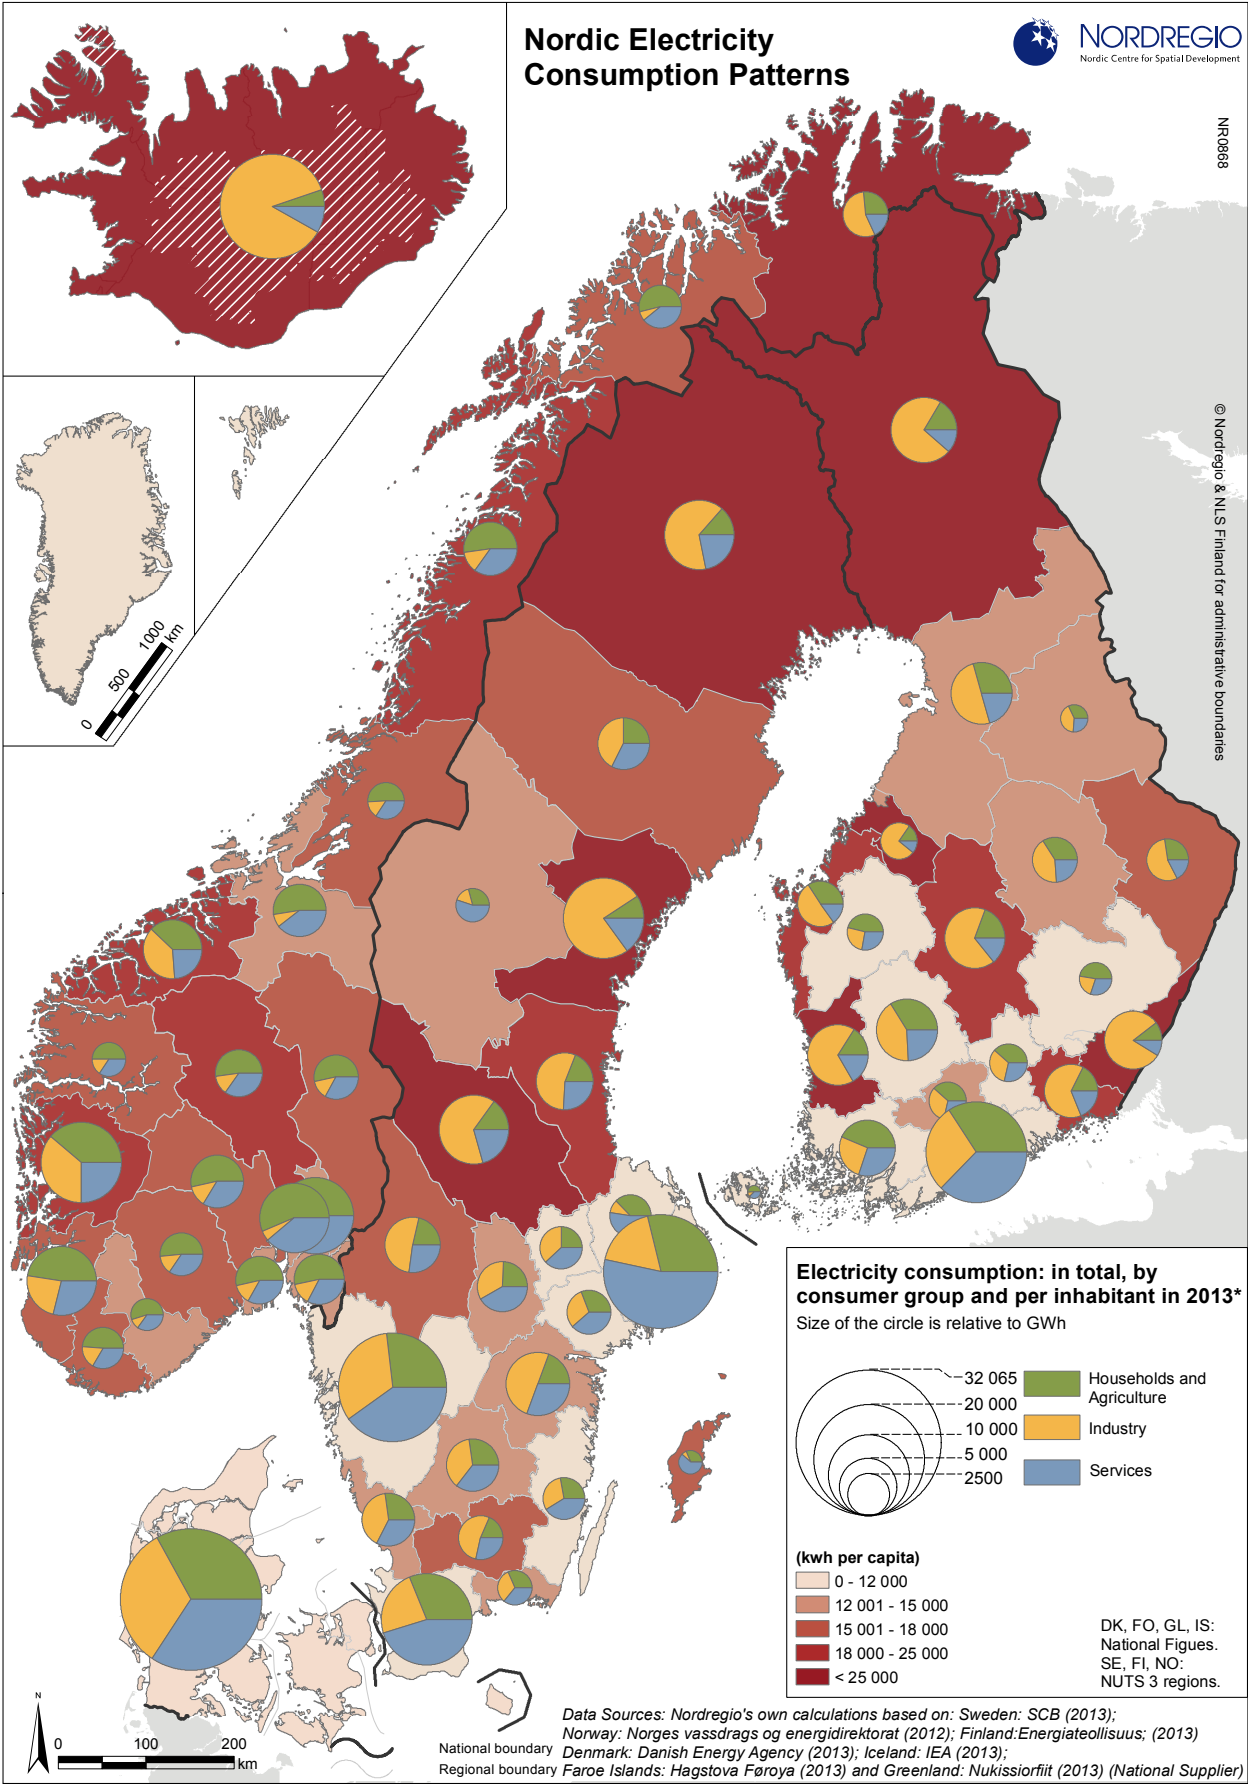 Nordic Electricity
Consumption Patterns
NORDREGIO
Nordic Centre for Spatial Development
NR0868
© Nordregio & NLS Finland for administrative boundaries
0
500
1000
km
Electricity consumption: in total, by
consumer group and per inhabitant in 2013*
Size of the circle is relative to GWh
32 065
20 000
10 000
5 000
2500
Households and
Agriculture
Industry
Services
(kwh per capita)
0 - 12 000
12 001 - 15 000
15 001 - 18 000
18 000 - 25 000
< 25 000
DK, FO, GL, IS:
National Figues.
SE, FI, NO:
NUTS 3 regions.
N
0 100 200
km
National boundary
Regional boundary
Data Sources: Nordregio's own calculations based on: Sweden: SCB (2013);
Norway: Norges vassdrags og energidirektorat (2012); Finland:Energiateollisuus; (2013)
Denmark: Danish Energy Agency (2013); Iceland: IEA (2013);
Faroe Islands: Hagstova Føroya (2013) and Greenland: Nukissiorfiit (2013) (National Supplier)